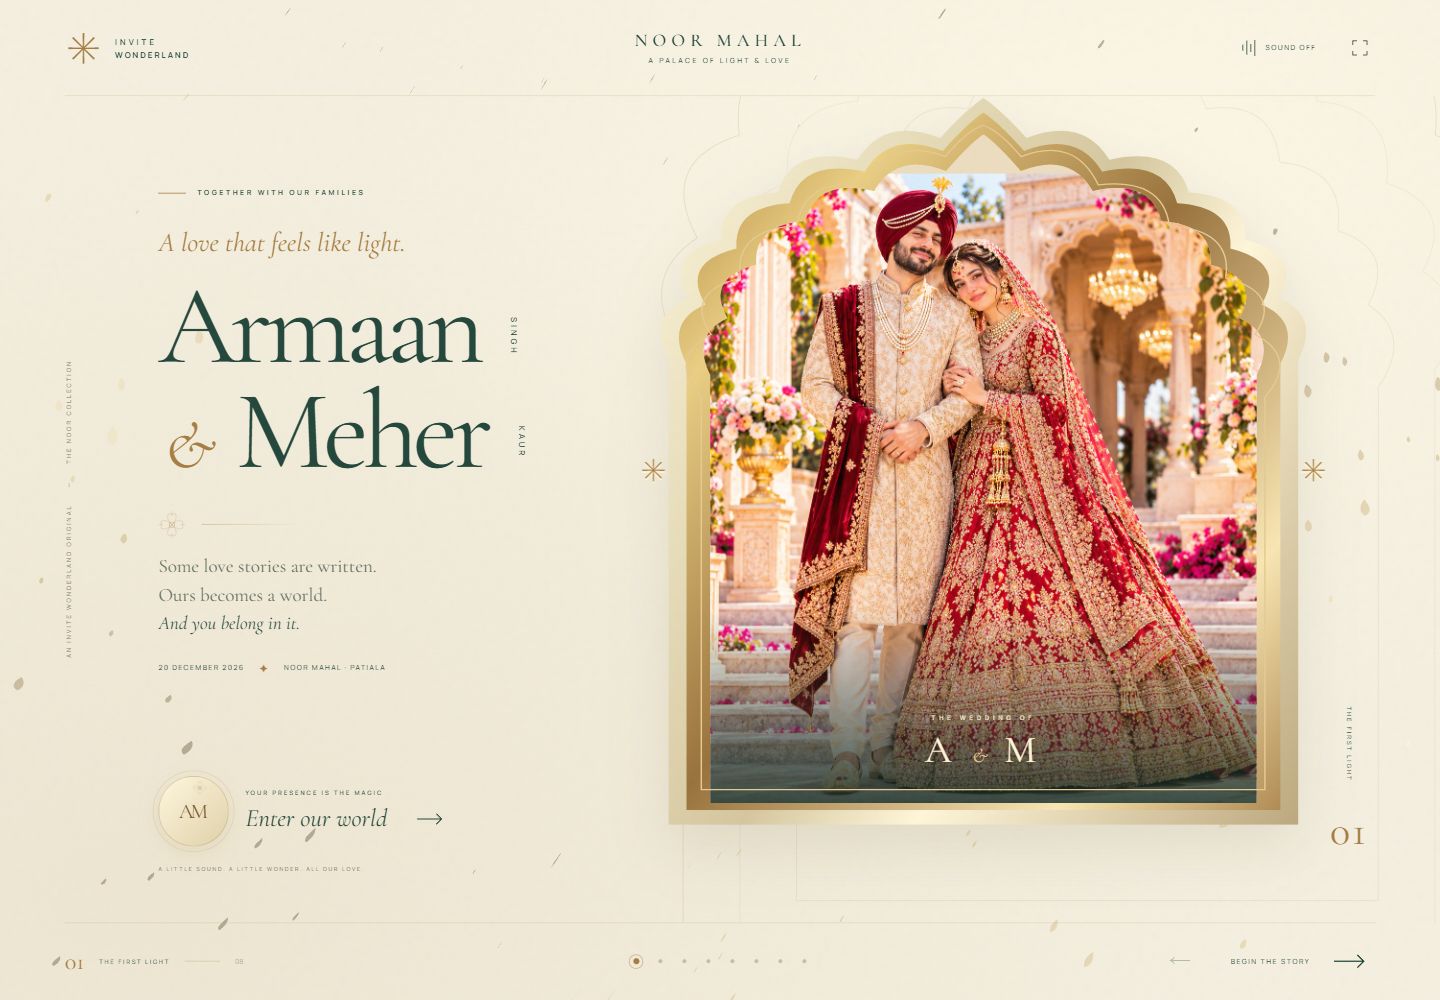 INVITE
WONDERLAND
NOOR MAHAL
A PALACE OF LIGHT & LOVE
SOUND OFF
TOGETHER WITH OUR FAMILIES
A love that feels like light.
Armaan
SINGH
& Meher
KAUR
THE NOOR COLLECTION
AN INVITE WONDERLAND ORIGINAL
Some love stories are written.
Ours becomes a world.
And you belong in it.
20 DECEMBER 2026
NOOR MAHAL · PATIALA
AM
YOUR PRESENCE IS THE MAGIC
Enter our world
A LITTLE SOUND. A LITTLE WONDER. ALL OUR LOVE.
THE WEDDING OF
A & M
THE FIRST LIGHT
01
01
THE FIRST LIGHT
08
BEGIN THE STORY